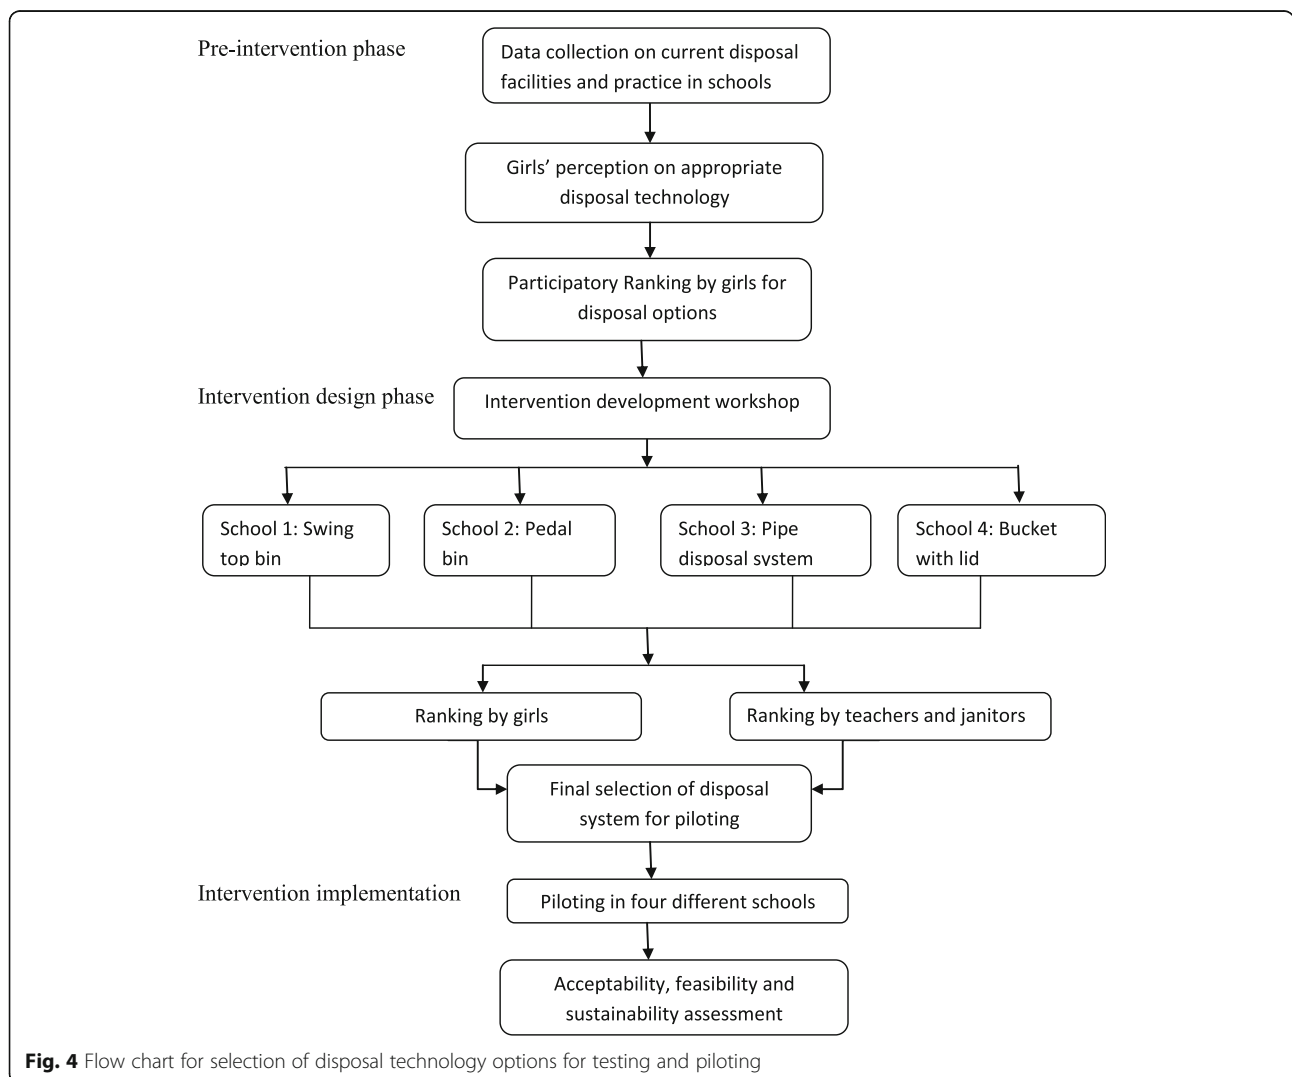 Pre-intervention phase
Data collection on current disposal
facilities and practice in schools
Girls’ perception on appropriate
disposal technology
Participatory Ranking by girls for
disposal options
Intervention design phase
Intervention development workshop
School 1: Swing
top bin
School 2: Pedal
bin
School 3: Pipe
disposal system
School 4: Bucket
with lid
Ranking by girls
Ranking by teachers and janitors
Final selection of disposal
system for piloting
Intervention implementation
Piloting in four different schools
Acceptability, feasibility and
sustainability assessment
Fig. 4 Flow chart for selection of disposal technology options for testing and piloting